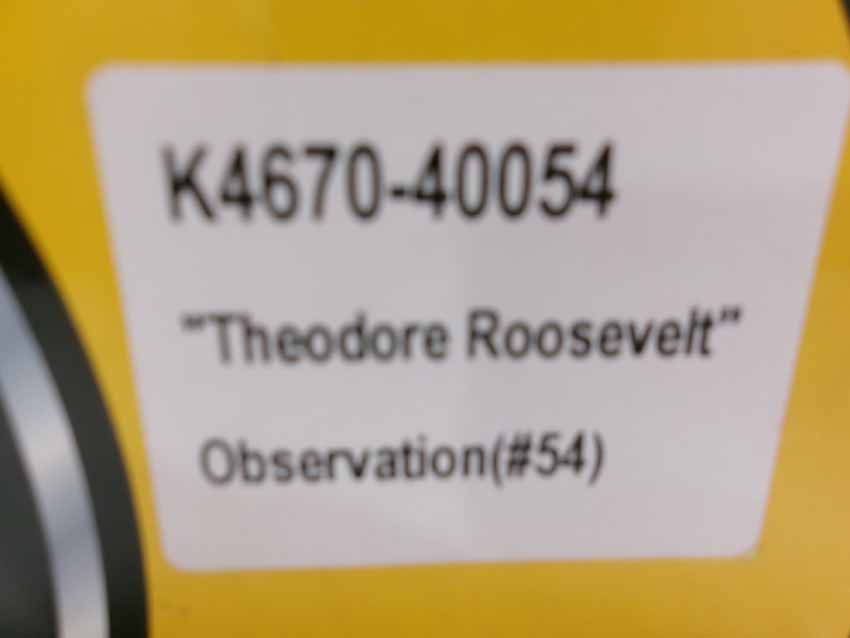 K4670-40054
"Theodore Roosevelt"
Observation(#54)